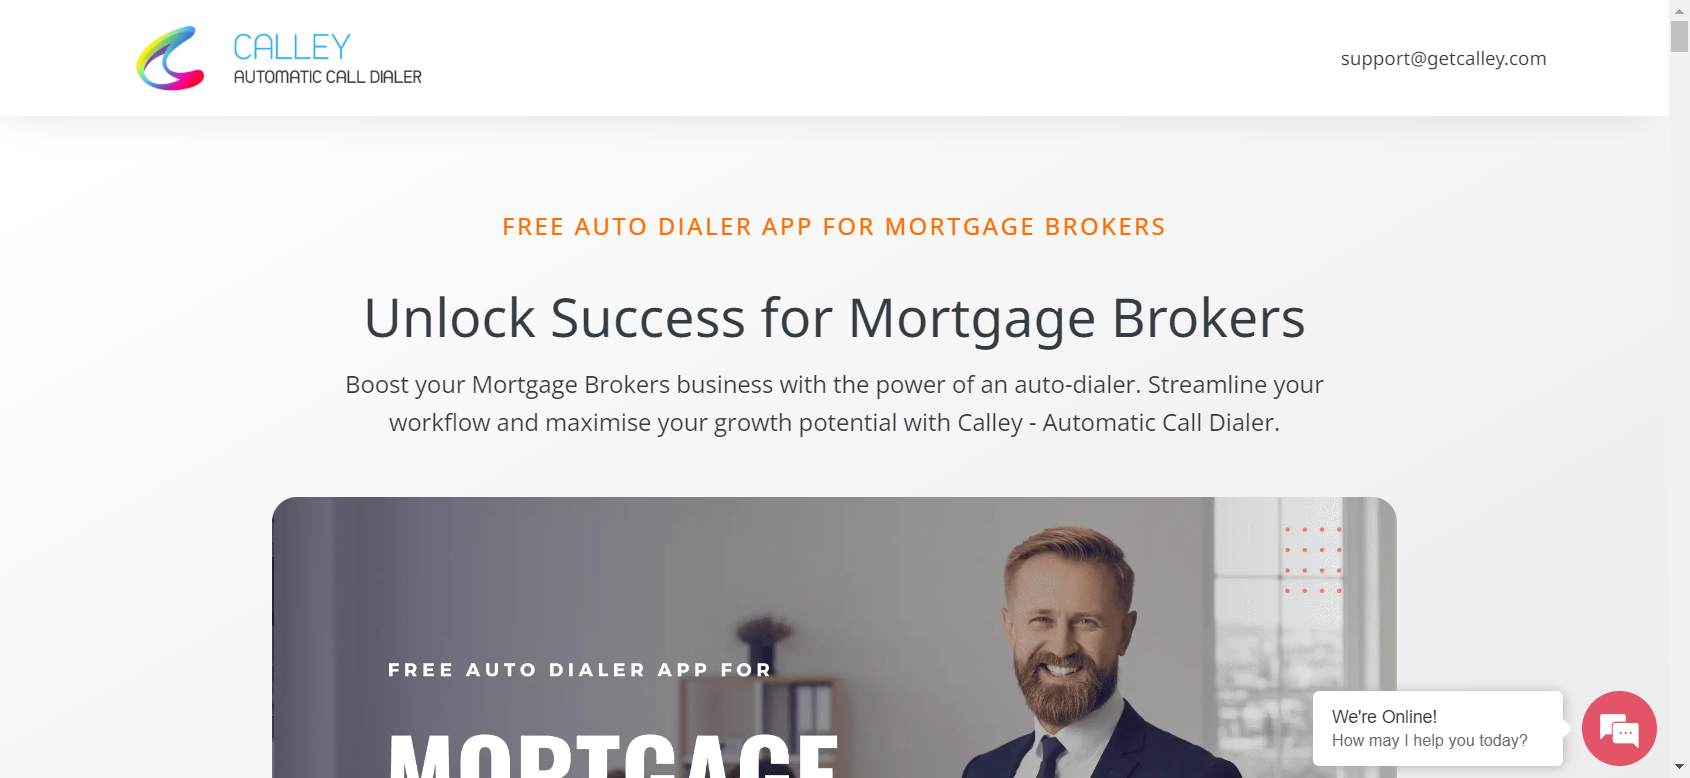 CALLEY
AUTOMATIC CALL DIALER
support@getcalley.com
FREE AUTO DIALER APP FOR MORTGAGE BROKERS
Unlock Success for Mortgage Brokers
Boost your Mortgage Brokers business with the power of an auto-dialer. Streamline your
workflow and maximise your growth potential with Calley - Automatic Call Dialer.
FREE AUTO DIALER APP FOR
MORTGAGE
We're Online!
How may I help you today?